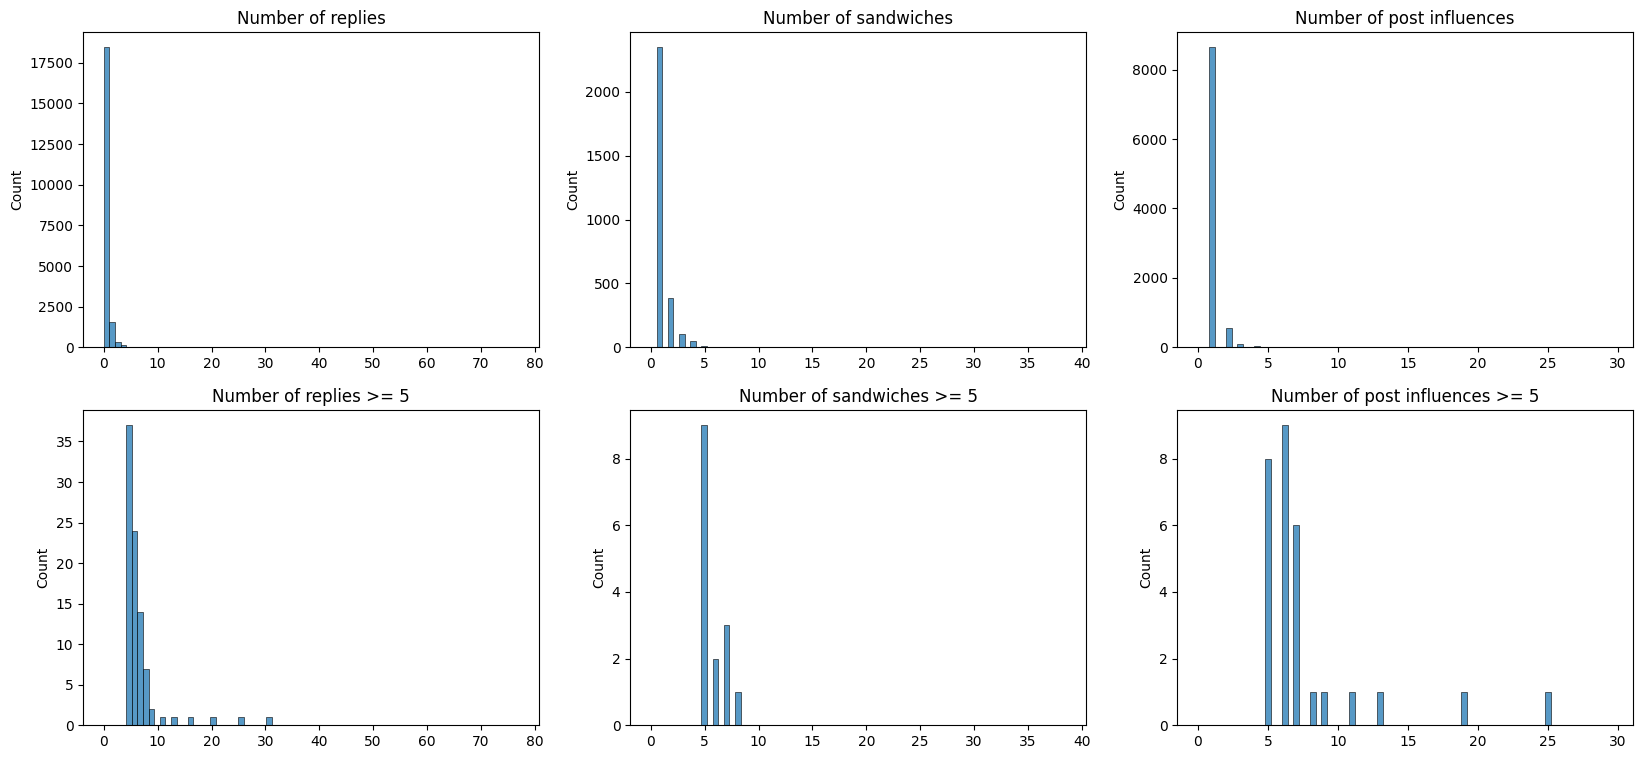 Number of replies
Count
17500
15000
12500
10000
7500
5000
2500
0
0 10 20 30 40 50 60 70 80
Number of sandwiches
Count
2000
1500
1000
500
0
0 5 10 15 20 25 30 35 40
Number of post influences
Count
8000
6000
4000
2000
0
0 5 10 15 20 25 30
Number of replies >= 5
Count
35
30
25
20
15
10
5
0
0 10 20 30 40 50 60 70 80
Number of sandwiches >= 5
Count
8
6
4
2
0
0 5 10 15 20 25 30 35 40
Number of post influences >= 5
Count
8
6
4
2
0
0 5 10 15 20 25 30